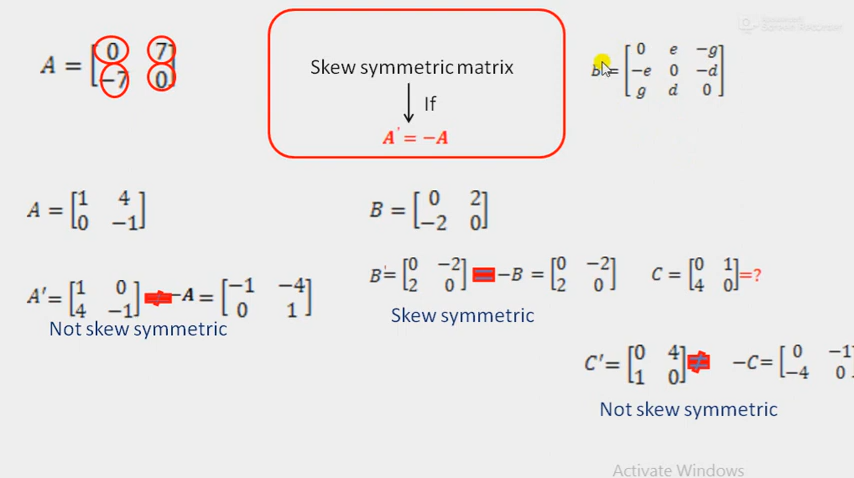 A = [0 7
−7 0]
Skew symmetric matrix
If
A' = −A
b = [0 e −g
−e 0 −d
g d 0]
A = [1 4
0 −1]
B = [0 2
−2 0]
A' = [1 0
4 −1] ≠ −A = [−1 −4
0 1]
Not skew symmetric
B' = [0 −2
2 0] = −B = [0 −2
2 0]
Skew symmetric
C = [0 1
4 0] =?
C' = [0 4
1 0] ≠ −C = [0 −1
−4 0
Not skew symmetric
Activate Windows